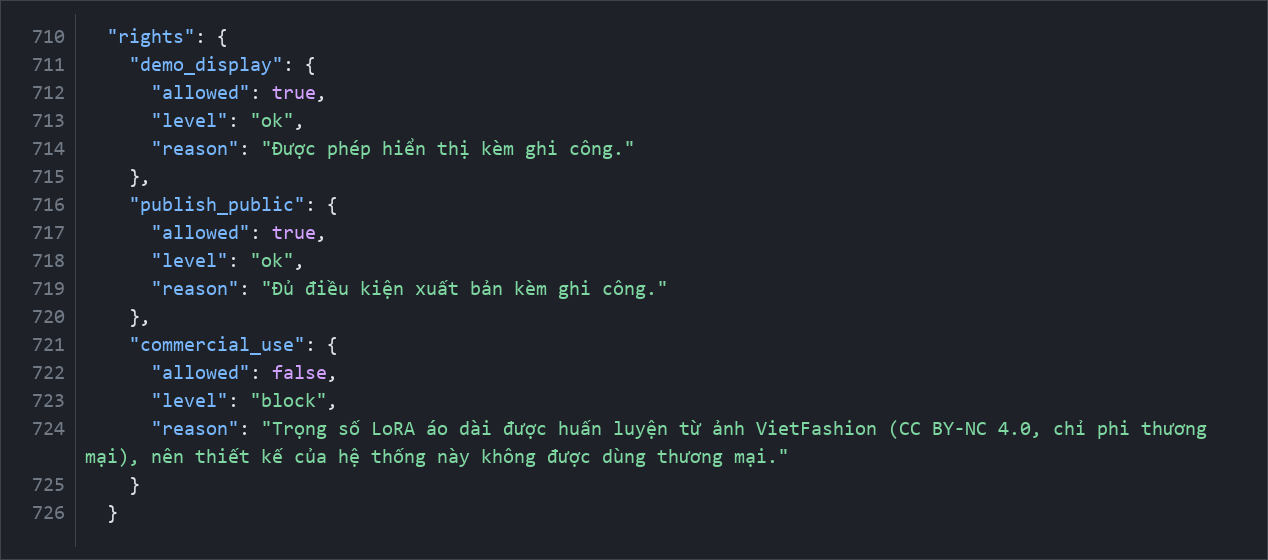 710   "rights": {
711     "demo_display": {
712       "allowed": true,
713       "level": "ok",
714       "reason": "Được phép hiển thị kèm ghi công."
715     },
716     "publish_public": {
717       "allowed": true,
718       "level": "ok",
719       "reason": "Đủ điều kiện xuất bản kèm ghi công."
720     },
721     "commercial_use": {
722       "allowed": false,
723       "level": "block",
724       "reason": "Trọng số LoRA áo dài được huấn luyện từ ảnh VietFashion (CC BY-NC 4.0, chỉ phi thương
mại), nên thiết kế của hệ thống này không được dùng thương mại."
725     }
726   }